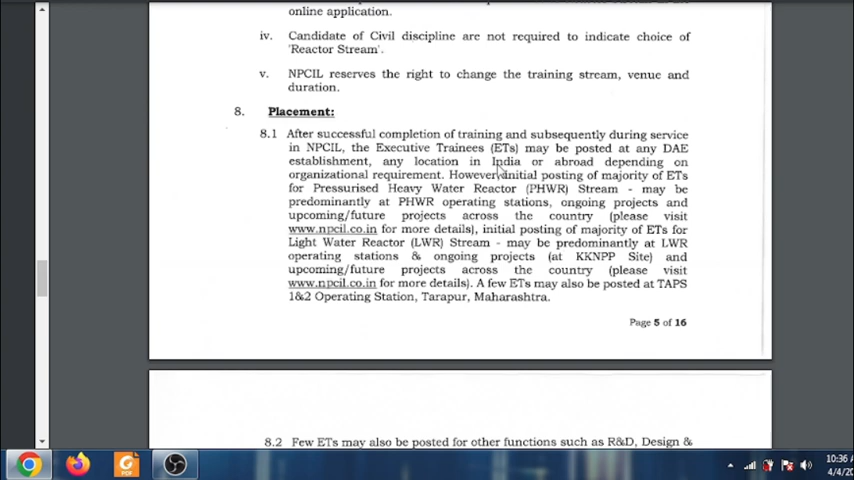 online application.
iv. Candidate of Civil discipline are not required to indicate choice of
'Reactor Stream'.
v. NPCIL reserves the right to change the training stream, venue and
duration.
8. Placement:
8.1 After successful completion of training and subsequently during service
in NPCIL, the Executive Trainees (ETs) may be posted at any DAE
establishment, any location in India or abroad depending on
organizational requirement. However, initial posting of majority of ETs
for Pressurised Heavy Water Reactor (PHWR) Stream - may be
predominantly at PHWR operating stations, ongoing projects and
upcoming/future projects across the country (please visit
www.npcil.co.in for more details), initial posting of majority of ETs for
Light Water Reactor (LWR) Stream - may be predominantly at LWR
operating stations & ongoing projects (at KKNPP Site) and
upcoming/future projects across the country (please visit
www.npcil.co.in for more details). A few ETs may also be posted at TAPS
1&2 Operating Station, Tarapur, Maharashtra.
Page 5 of 16
8.2 Few ETs may also be posted for other functions such as R&D, Design &
PDF
10:36
4/4/20